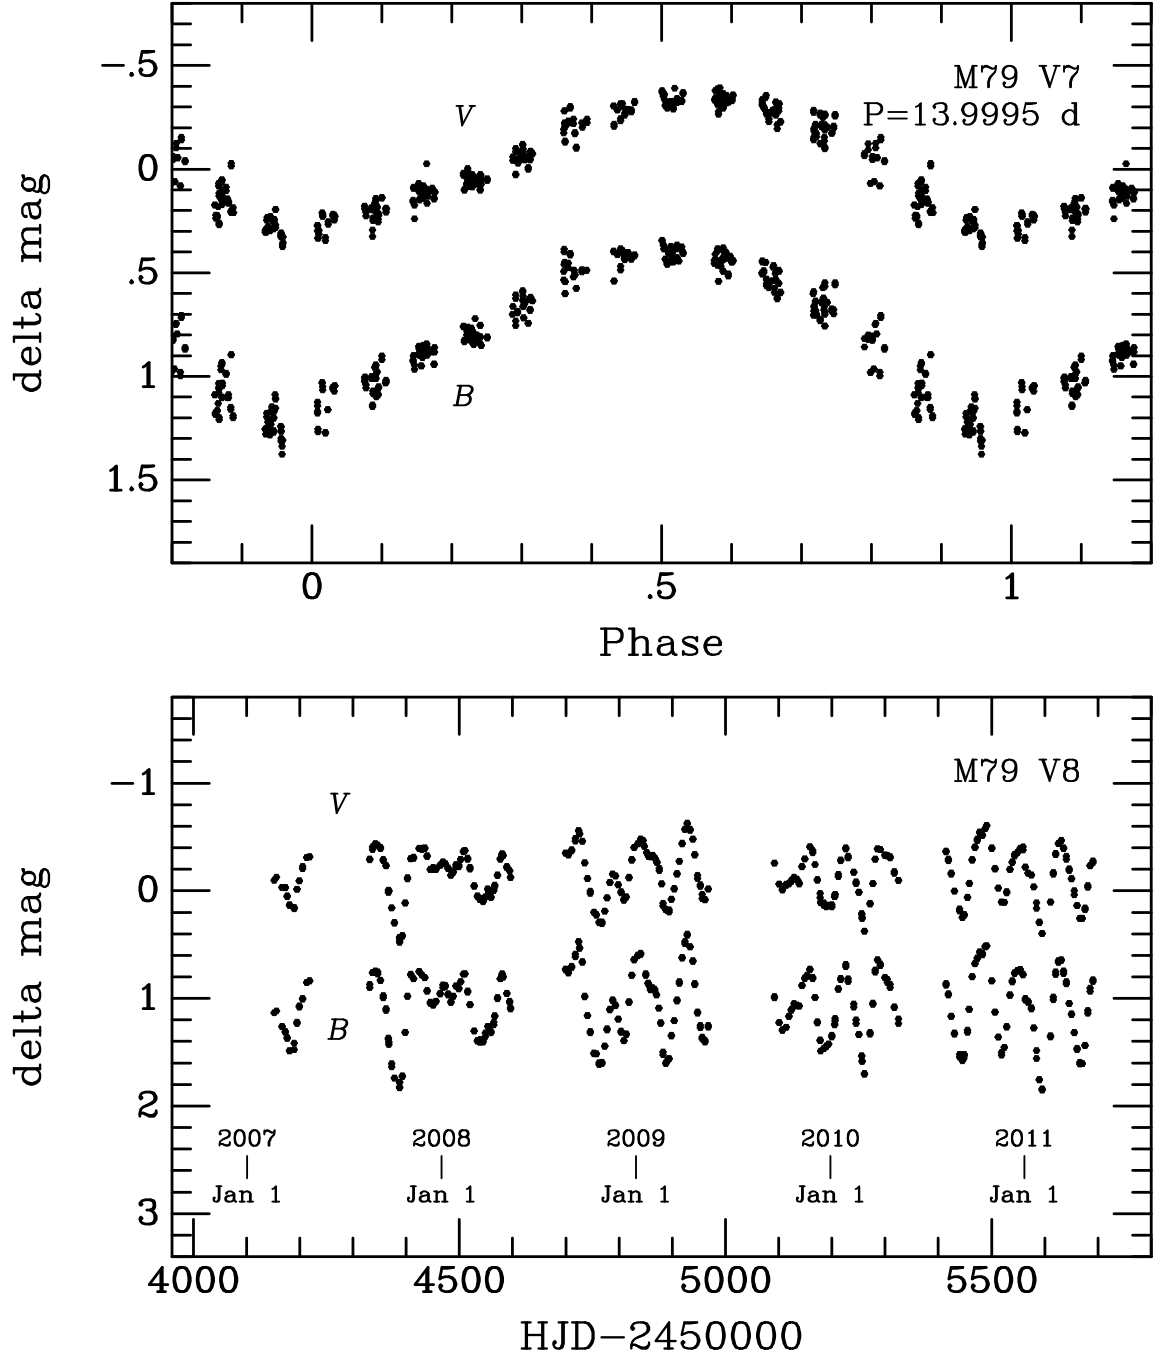 M79 V7
P=13.9995 d
V
B
-.5
0
.5
1
1.5
delta mag
0
.5
1
Phase
M79 V8
V
B
-1
0
1
2
3
delta mag
2007
2008
2009
2010
2011
Jan 1
Jan 1
Jan 1
Jan 1
Jan 1
4000
4500
5000
5500
HJD-2450000